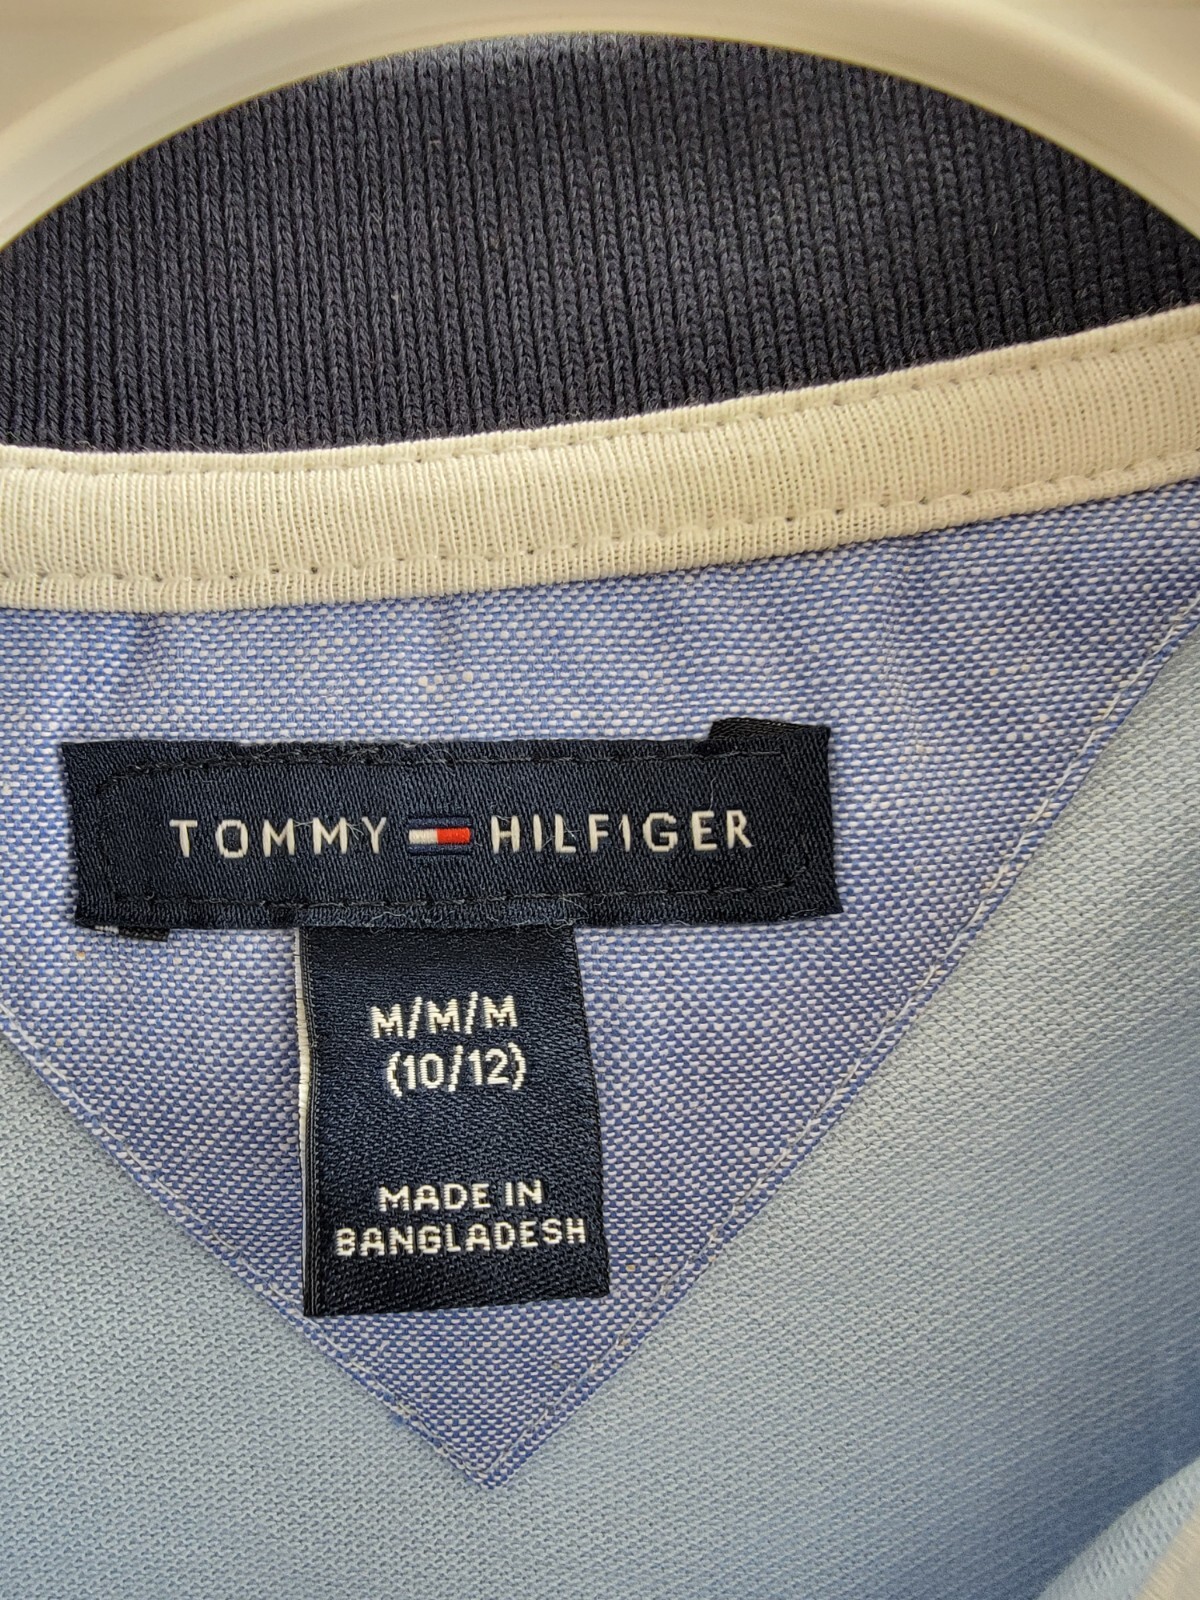 TOMMY HILFIGER
M/M/M
(10/12)
MADE IN
BANGLADESH